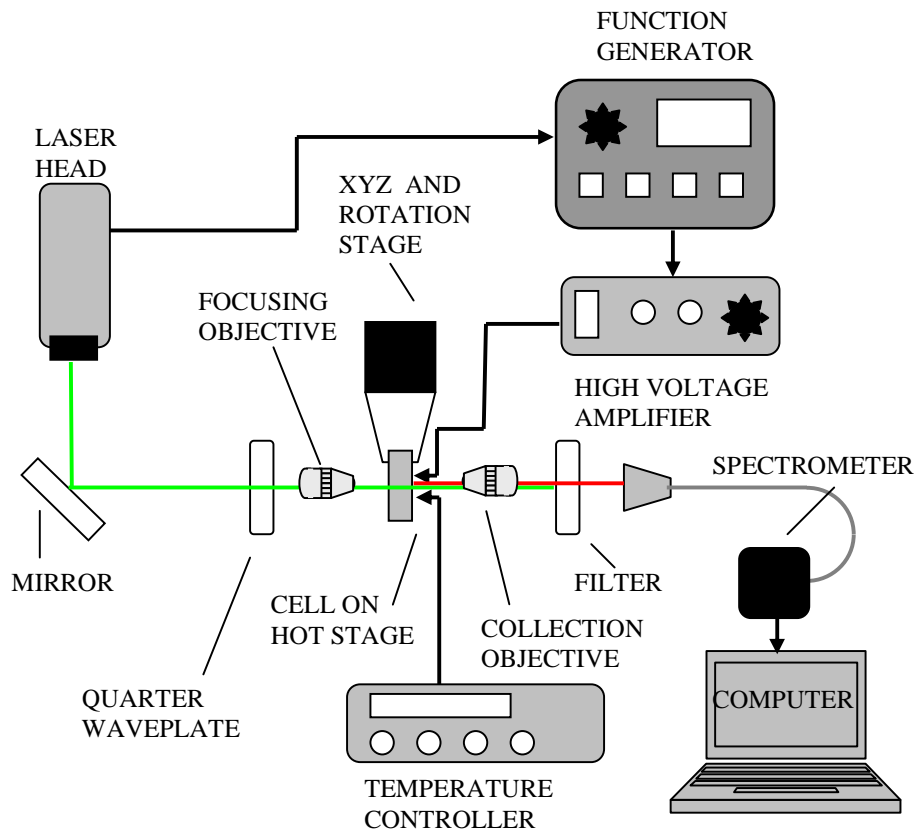 FUNCTION
GENERATOR
LASER
HEAD
XYZ AND
ROTATION
STAGE
FOCUSING
OBJECTIVE
HIGH VOLTAGE
AMPLIFIER
SPECTROMETER
MIRROR
CELL ON
HOT STAGE
COLLECTION
OBJECTIVE
FILTER
QUARTER
WAVEPLATE
COMPUTER
TEMPERATURE
CONTROLLER